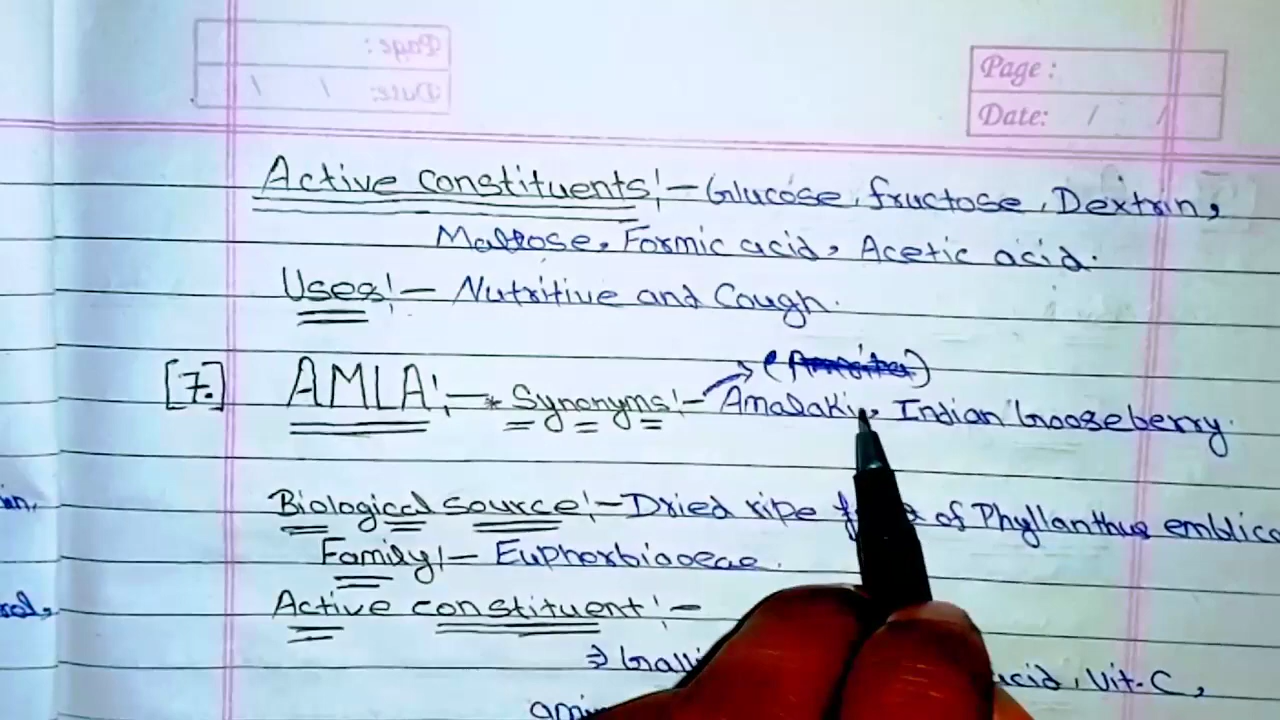 Page :
Date: / /
Active constituents:- Glucose, fructose, Dextrin,
Maltose, Formic acid, Acetic acid.
Uses:- Nutritive and Cough.
[7.] AMLA:- * Synonyms:- Amalaki, Indian Gooseberry.
Biological source:- Dried ripe of Phyllanthus emblica
Family:- Euphorbiaceae.
Active constituent:-
acid, Vit-C,